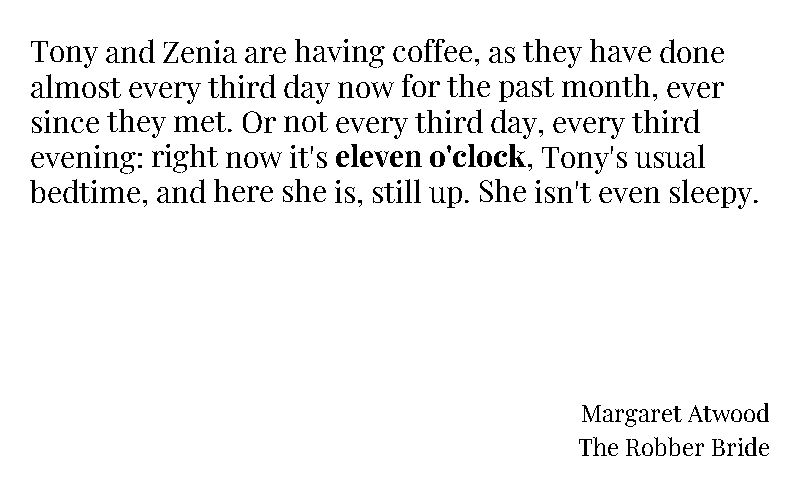 Tony and Zenia are having coffee, as they have done
almost every third day now for the past month, ever
since they met. Or not every third day, every third
evening: right now it's eleven o'clock, Tony's usual
bedtime, and here she is, still up. She isn't even sleepy.
Margaret Atwood
The Robber Bride